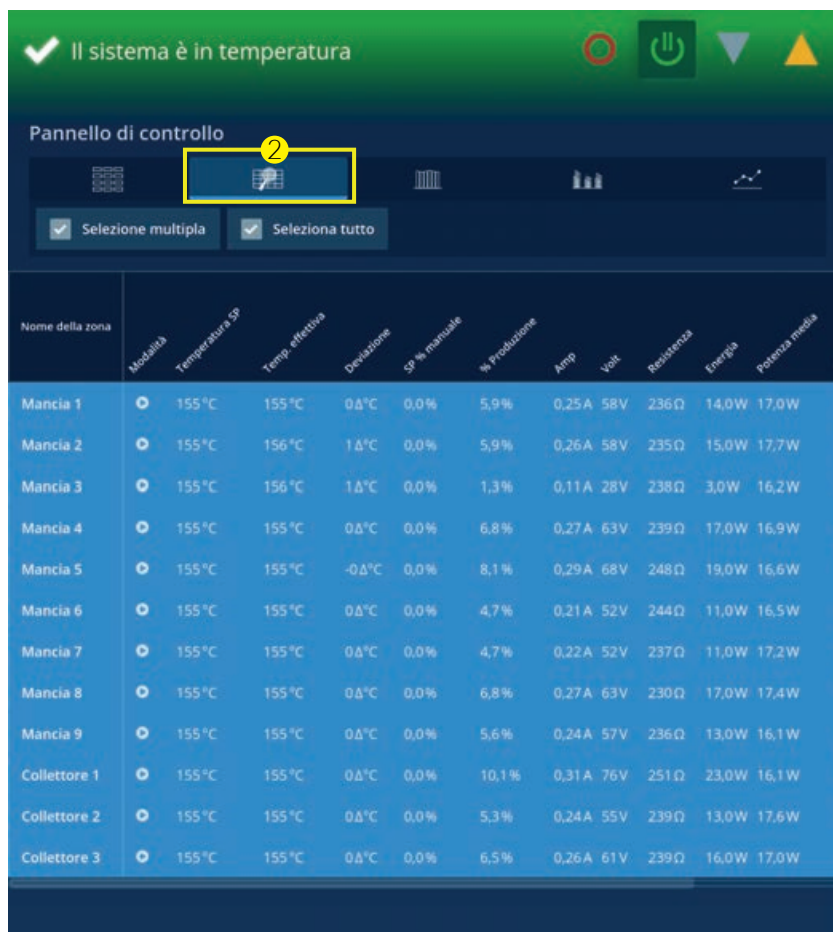 Il sistema è in temperatura
Pannello di controllo
2
Selezione multipla Seleziona tutto
Nome della zona Modalità Temperatura SP Temp. effettiva Deviazione SP % manuale % Produzione Amp Volt Resistenza Energia Potenza media
Mancia 1 155°C 155°C 0Δ°C 0,0% 5,9% 0,25A 58V 236Ω 14,0W 17,0W
Mancia 2 155°C 156°C 1Δ°C 0,0% 5,9% 0,26A 58V 235Ω 15,0W 17,7W
Mancia 3 155°C 156°C 1Δ°C 0,0% 1,3% 0,11A 28V 238Ω 3,0W 16,2W
Mancia 4 155°C 155°C 0Δ°C 0,0% 6,8% 0,27A 63V 239Ω 17,0W 16,9W
Mancia 5 155°C 155°C -0Δ°C 0,0% 8,1% 0,29A 68V 248Ω 19,0W 16,6W
Mancia 6 155°C 155°C 0Δ°C 0,0% 4,7% 0,21A 52V 244Ω 11,0W 16,5W
Mancia 7 155°C 155°C 0Δ°C 0,0% 4,7% 0,22A 52V 237Ω 11,0W 17,2W
Mancia 8 155°C 155°C 0Δ°C 0,0% 6,8% 0,27A 63V 230Ω 17,0W 17,4W
Mancia 9 155°C 155°C 0Δ°C 0,0% 5,6% 0,24A 57V 236Ω 13,0W 16,1W
Collettore 1 155°C 155°C 0Δ°C 0,0% 10,1% 0,31A 76V 251Ω 23,0W 16,1W
Collettore 2 155°C 155°C 0Δ°C 0,0% 5,3% 0,24A 55V 239Ω 13,0W 17,6W
Collettore 3 155°C 155°C 0Δ°C 0,0% 6,5% 0,26A 61V 239Ω 16,0W 17,0W